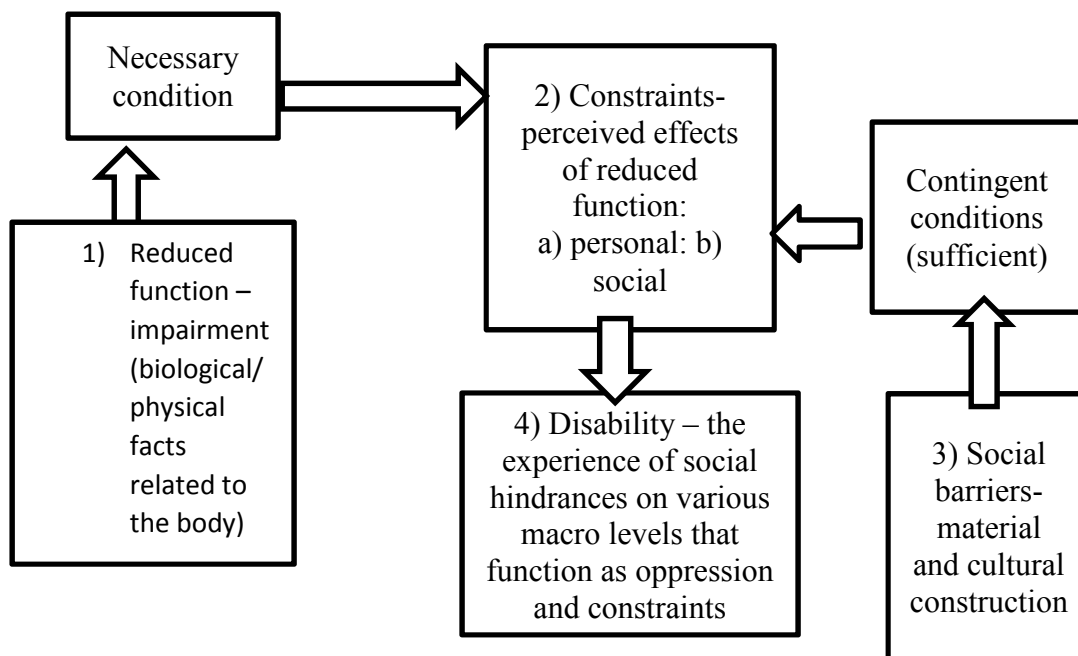 Necessary
condition
1) Reduced
function –
impairment
(biological/
physical
facts
related to
the body)
2) Constraints-
perceived effects
of reduced
function:
a) personal: b)
social
Contingent
conditions
(sufficient)
3) Social
barriers-
material
and cultural
construction
4) Disability – the
experience of social
hindrances on various
macro levels that
function as oppression
and constraints